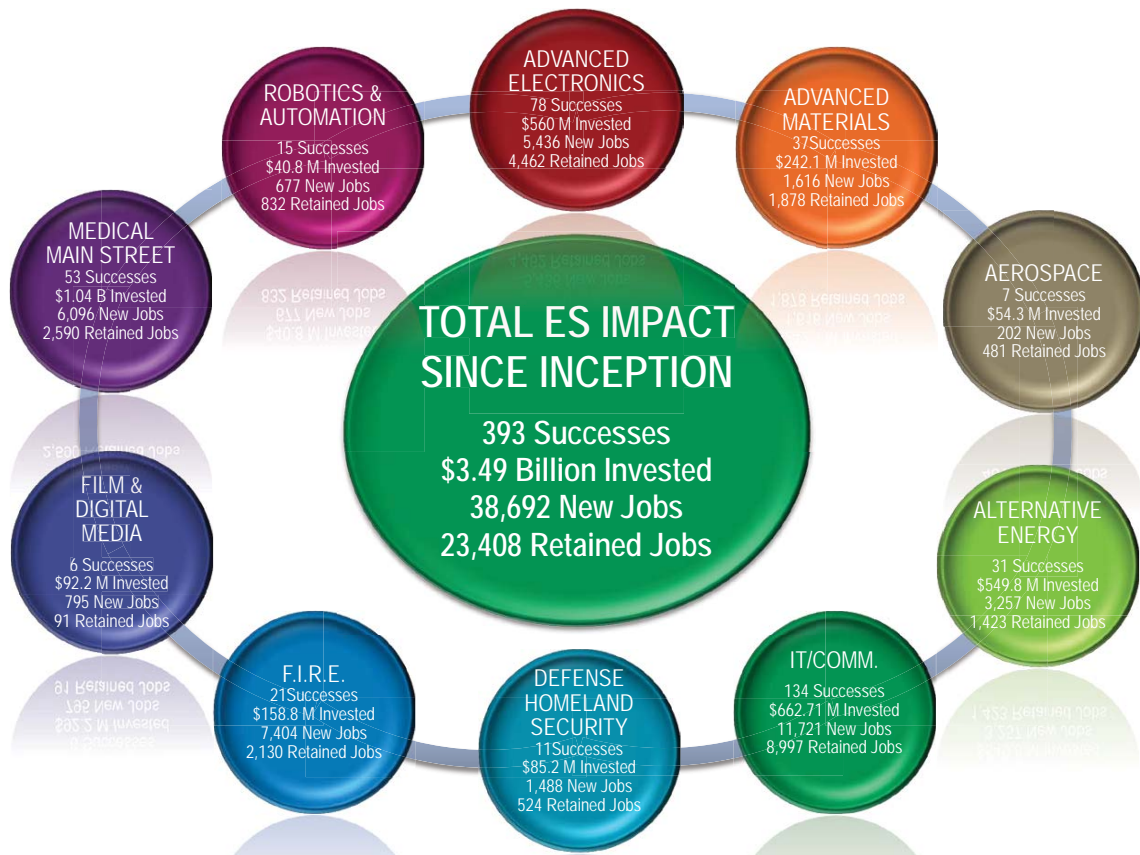 ADVANCED
ELECTRONICS
78 Successes
$560 M Invested
5,436 New Jobs
4,462 Retained Jobs
ADVANCED
MATERIALS
37Successes
$242.1 M Invested
1,616 New Jobs
1,878 Retained Jobs
AEROSPACE
7 Successes
$54.3 M Invested
202 New Jobs
481 Retained Jobs
ALTERNATIVE
ENERGY
31 Successes
$549.8 M Invested
3,257 New Jobs
1,423 Retained Jobs
IT/COMM.
134 Successes
$662.71 M Invested
11,721 New Jobs
8,997 Retained Jobs
DEFENSE
HOMELAND
SECURITY
11Successes
$85.2 M Invested
1,488 New Jobs
524 Retained Jobs
F.I.R.E.
21Successes
$158.8 M Invested
7,404 New Jobs
2,130 Retained Jobs
FILM &
DIGITAL
MEDIA
6 Successes
$92.2 M Invested
795 New Jobs
91 Retained Jobs
MEDICAL
MAIN STREET
53 Successes
$1.04 B Invested
6,096 New Jobs
2,590 Retained Jobs
ROBOTICS &
AUTOMATION
15 Successes
$40.8 M Invested
677 New Jobs
832 Retained Jobs
TOTAL ES IMPACT
SINCE INCEPTION
393 Successes
$3.49 Billion Invested
38,692 New Jobs
23,408 Retained Jobs